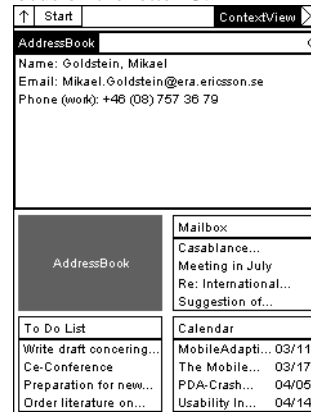 Start
ContextView
AddressBook
Name: Goldstein, Mikael
Email: Mikael.Goldstein@era.ericsson.se
Phone (work): +46 (08) 757 36 79
AddressBook
Mailbox
Casablance...
Meeting in July
Re: International...
Suggestion of...
To Do List
Write draft concering...
Ce-Conference
Preparation for new...
Order literature on...
Calendar
MobileAdapti... 03/11
The Mobile... 03/17
PDA-Crash... 04/05
Usability In... 04/14